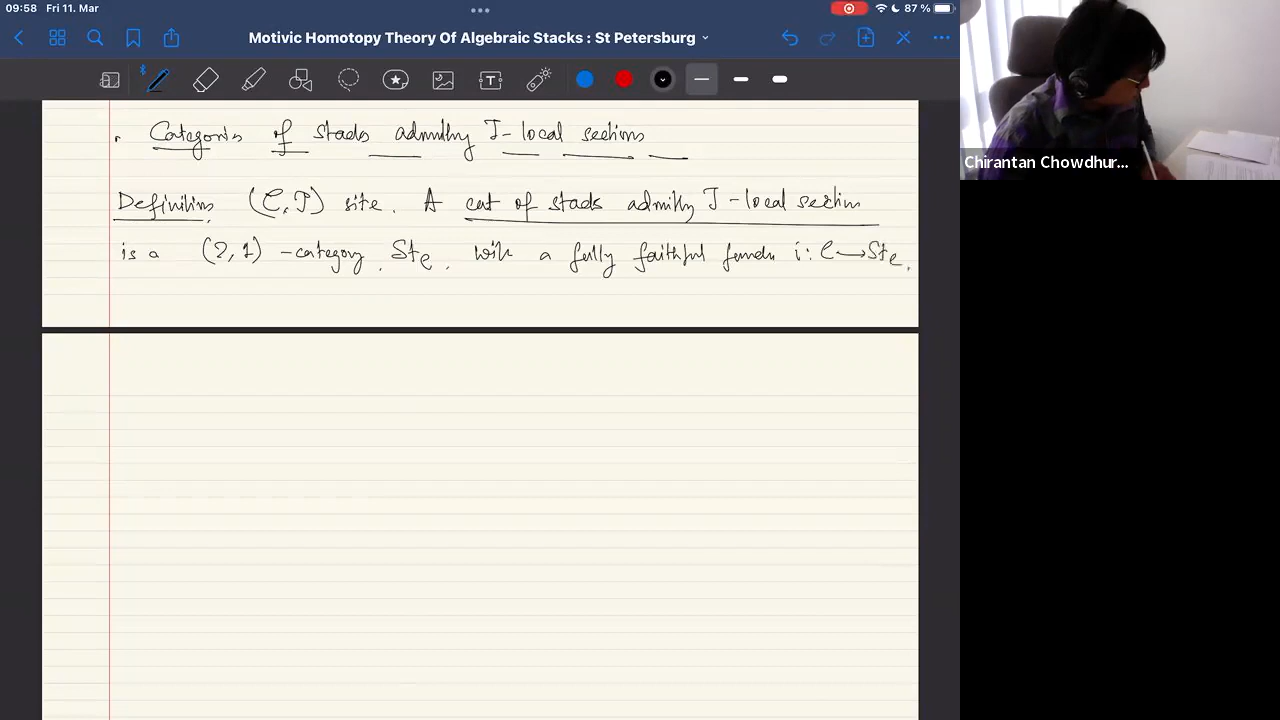 09:58 Fri 11. Mar 87 %
Motivic Homotopy Theory Of Algebraic Stacks : St Petersburg
T
Chirantan Chowdhur...
• Categories of stacks admitting T-local sections
Definition (C, T) site. A cat of stacks admitting T-local sections
is a (2,1)-category St_C, with a fully faithful functor i: C → St_C,